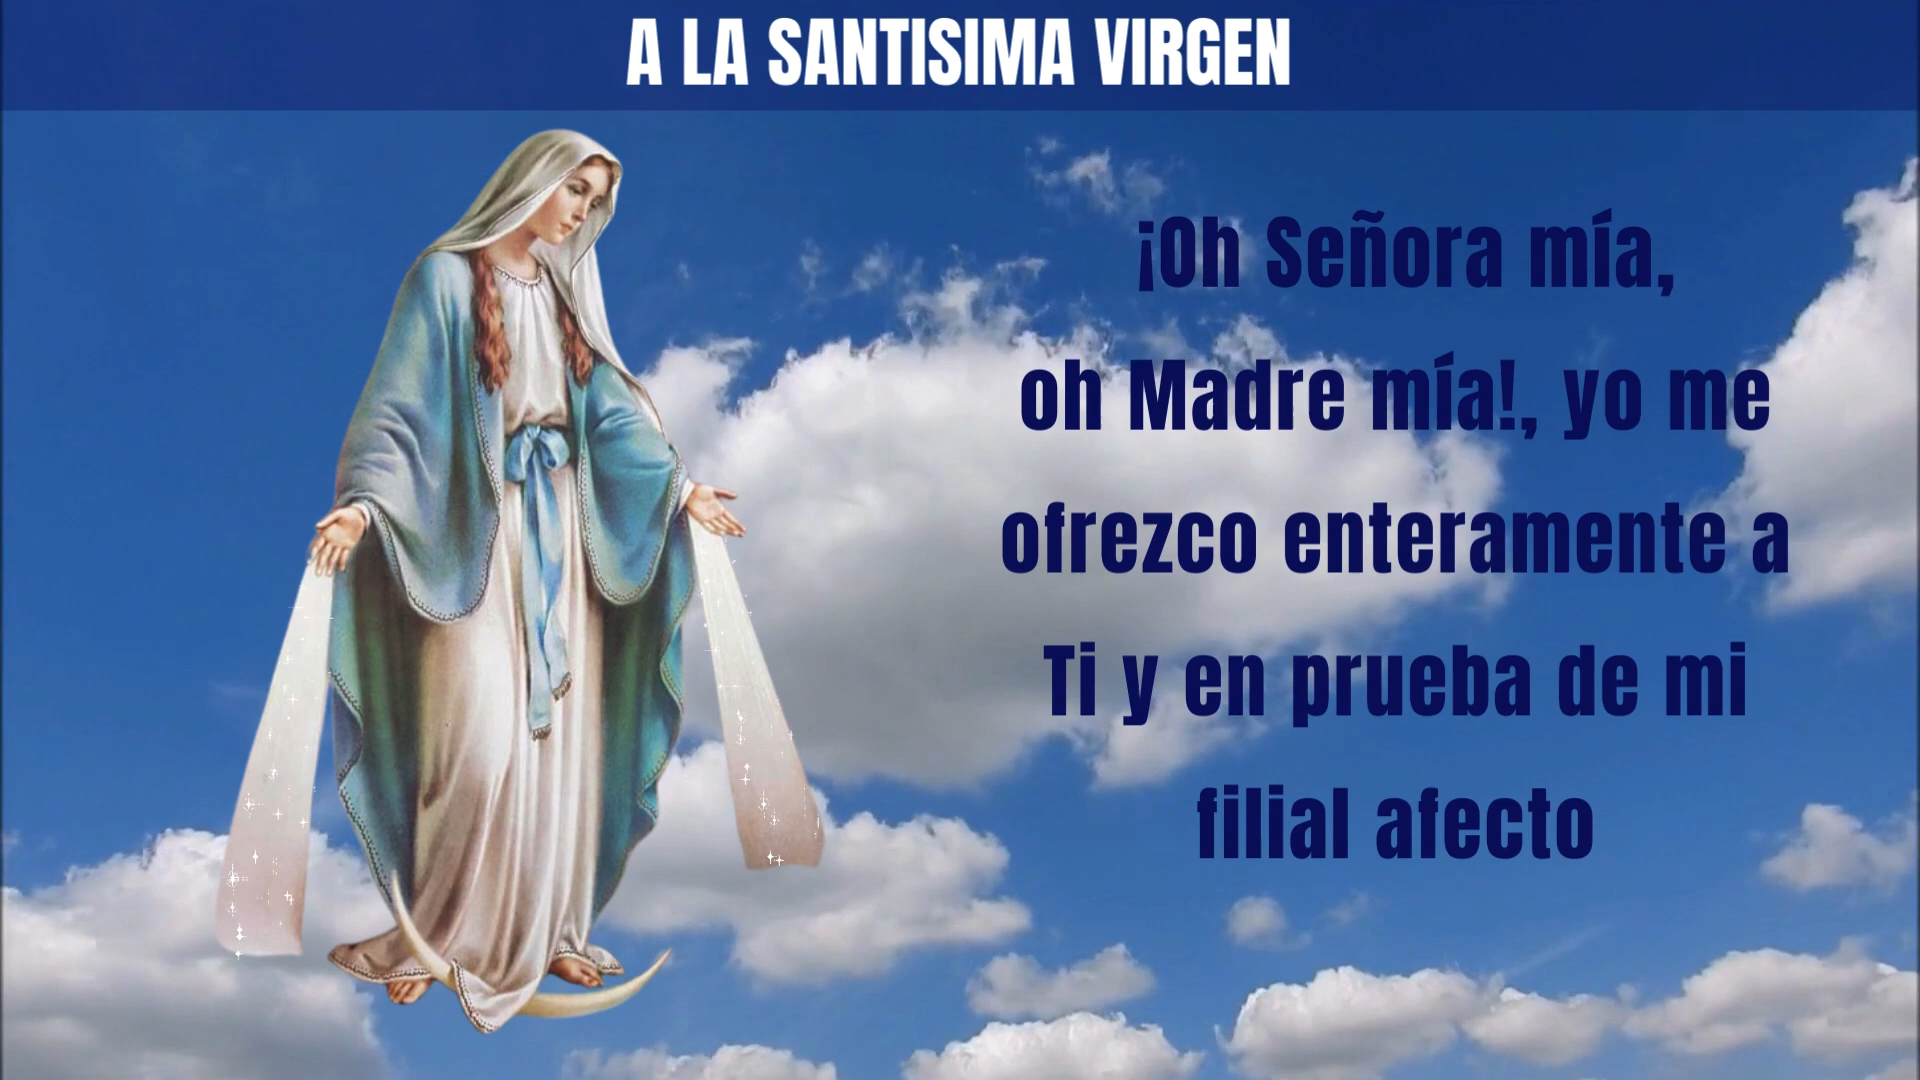 A LA SANTISIMA VIRGEN
¡Oh Señora mía,
oh Madre mía!, yo me
ofrezco enteramente a
Ti y en prueba de mi
filial afecto